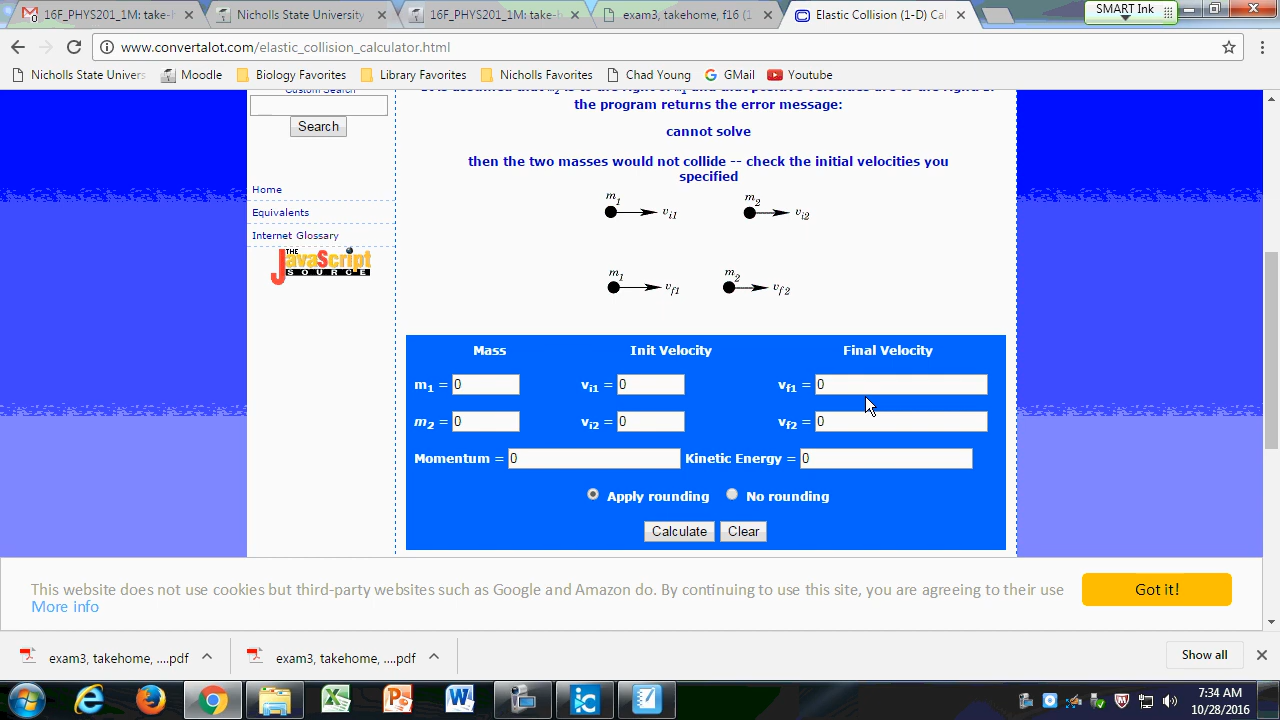 16F_PHYS201_1M: take-h
Nicholls State University
16F_PHYS201_1M: take-h
exam3, takehome, f16 (1
Elastic Collision (1-D) Cal
SMART Ink
www.convertalot.com/elastic_collision_calculator.html
Nicholls State Univers
Moodle
Biology Favorites
Library Favorites
Nicholls Favorites
Chad Young
GMail
Youtube
Custom Search
Search
Home
Equivalents
Internet Glossary
THE
JavaScript
SOURCE
the program returns the error message:
cannot solve
then the two masses would not collide -- check the initial velocities you
specified
m1 vi1 m2 vi2
m1 vf1 m2 vf2
Mass Init Velocity Final Velocity
m1 = 0 vi1 = 0 vf1 = 0
m2 = 0 vi2 = 0 vf2 = 0
Momentum = 0 Kinetic Energy = 0
Apply rounding No rounding
Calculate Clear
This website does not use cookies but third-party websites such as Google and Amazon do. By continuing to use this site, you are agreeing to their use
More info
Got it!
exam3, takehome, ....pdf
exam3, takehome, ....pdf
Show all
7:34 AM
10/28/2016